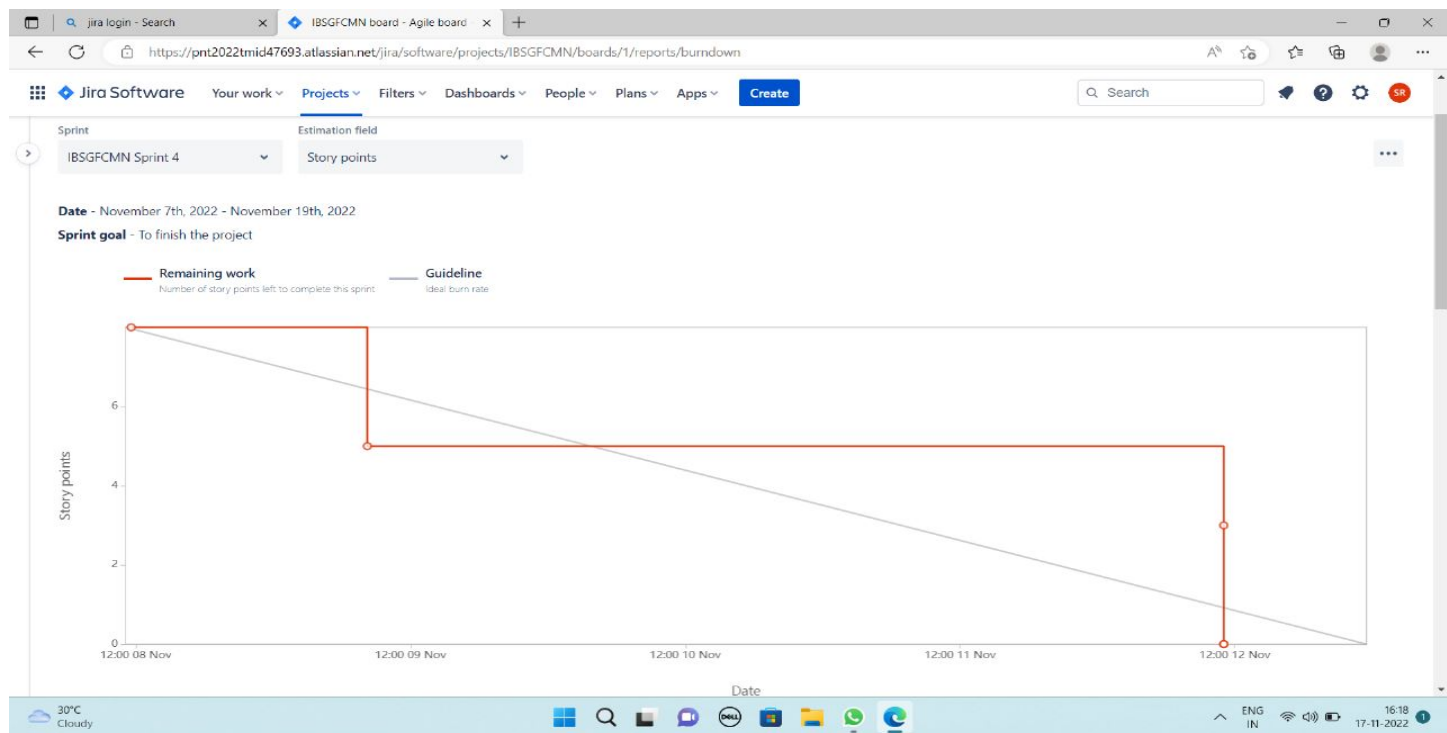 jira login - Search
IBSGFCMN board - Agile board -
https://pnt2022tmid47693.atlassian.net/jira/software/projects/IBSGFCMN/boards/1/reports/burndown
Jira Software Your work Projects Filters Dashboards People Plans Apps Create Search SR
Sprint Estimation field
IBSGFCMN Sprint 4 Story points
Date - November 7th, 2022 - November 19th, 2022
Sprint goal - To finish the project
Remaining work Guideline
Number of story points left to complete this sprint Ideal burn rate
6
4
2
0
Story points
12:00 08 Nov 12:00 09 Nov 12:00 10 Nov 12:00 11 Nov 12:00 12 Nov
Date
30°C ENG 16:18
Cloudy DELL IN 17-11-2022 1